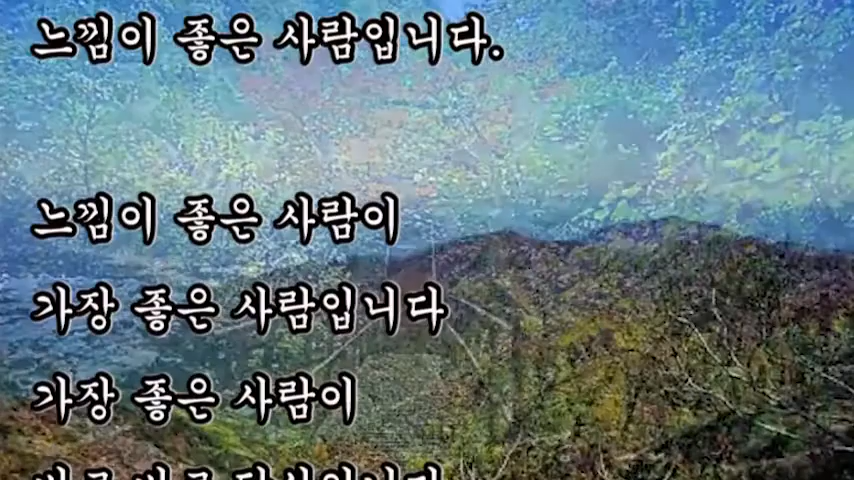 느낌이 좋은 사람입니다.
느낌이 좋은 사람이
가장 좋은 사람입니다
가장 좋은 사람이